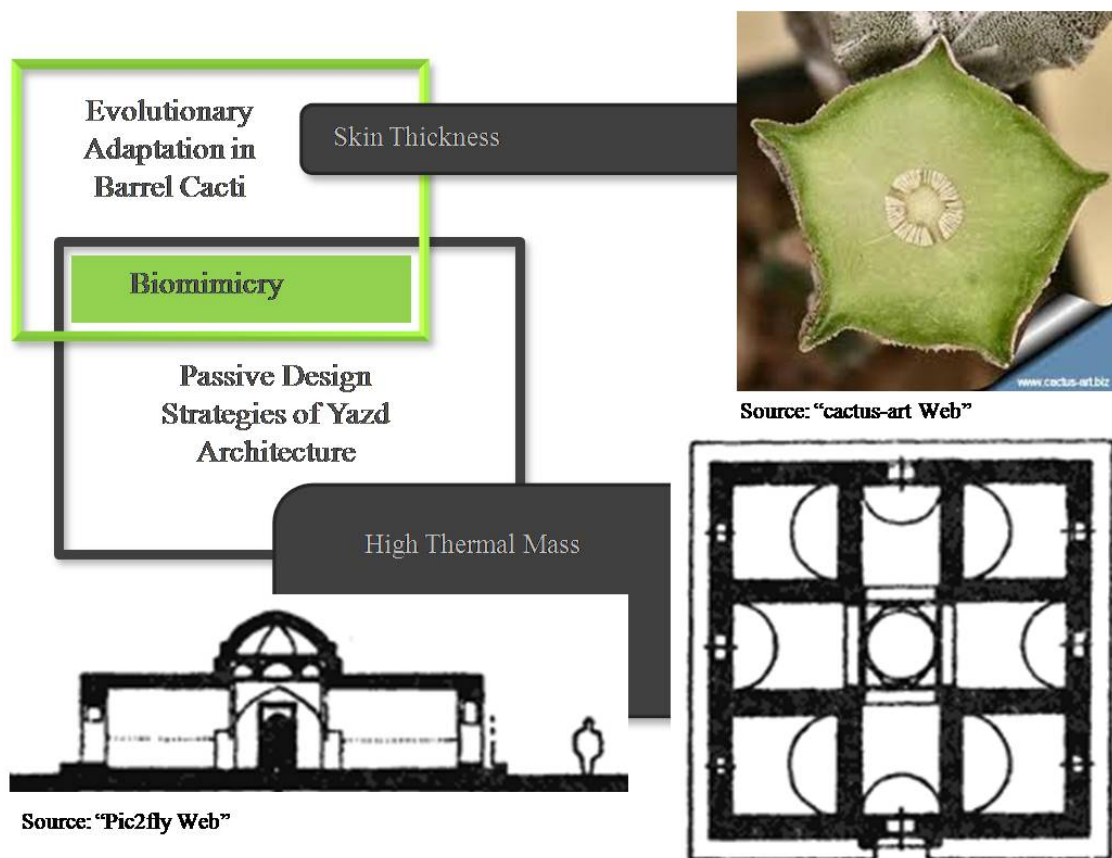 Evolutionary
Adaptation in
Barrel Cacti
Skin Thickness
Biomimicry
Passive Design
Strategies of Yazd
Architecture
www.cactus-art.biz
Source: “cactus-art Web”
High Thermal Mass
Source: “Pic2fly Web”